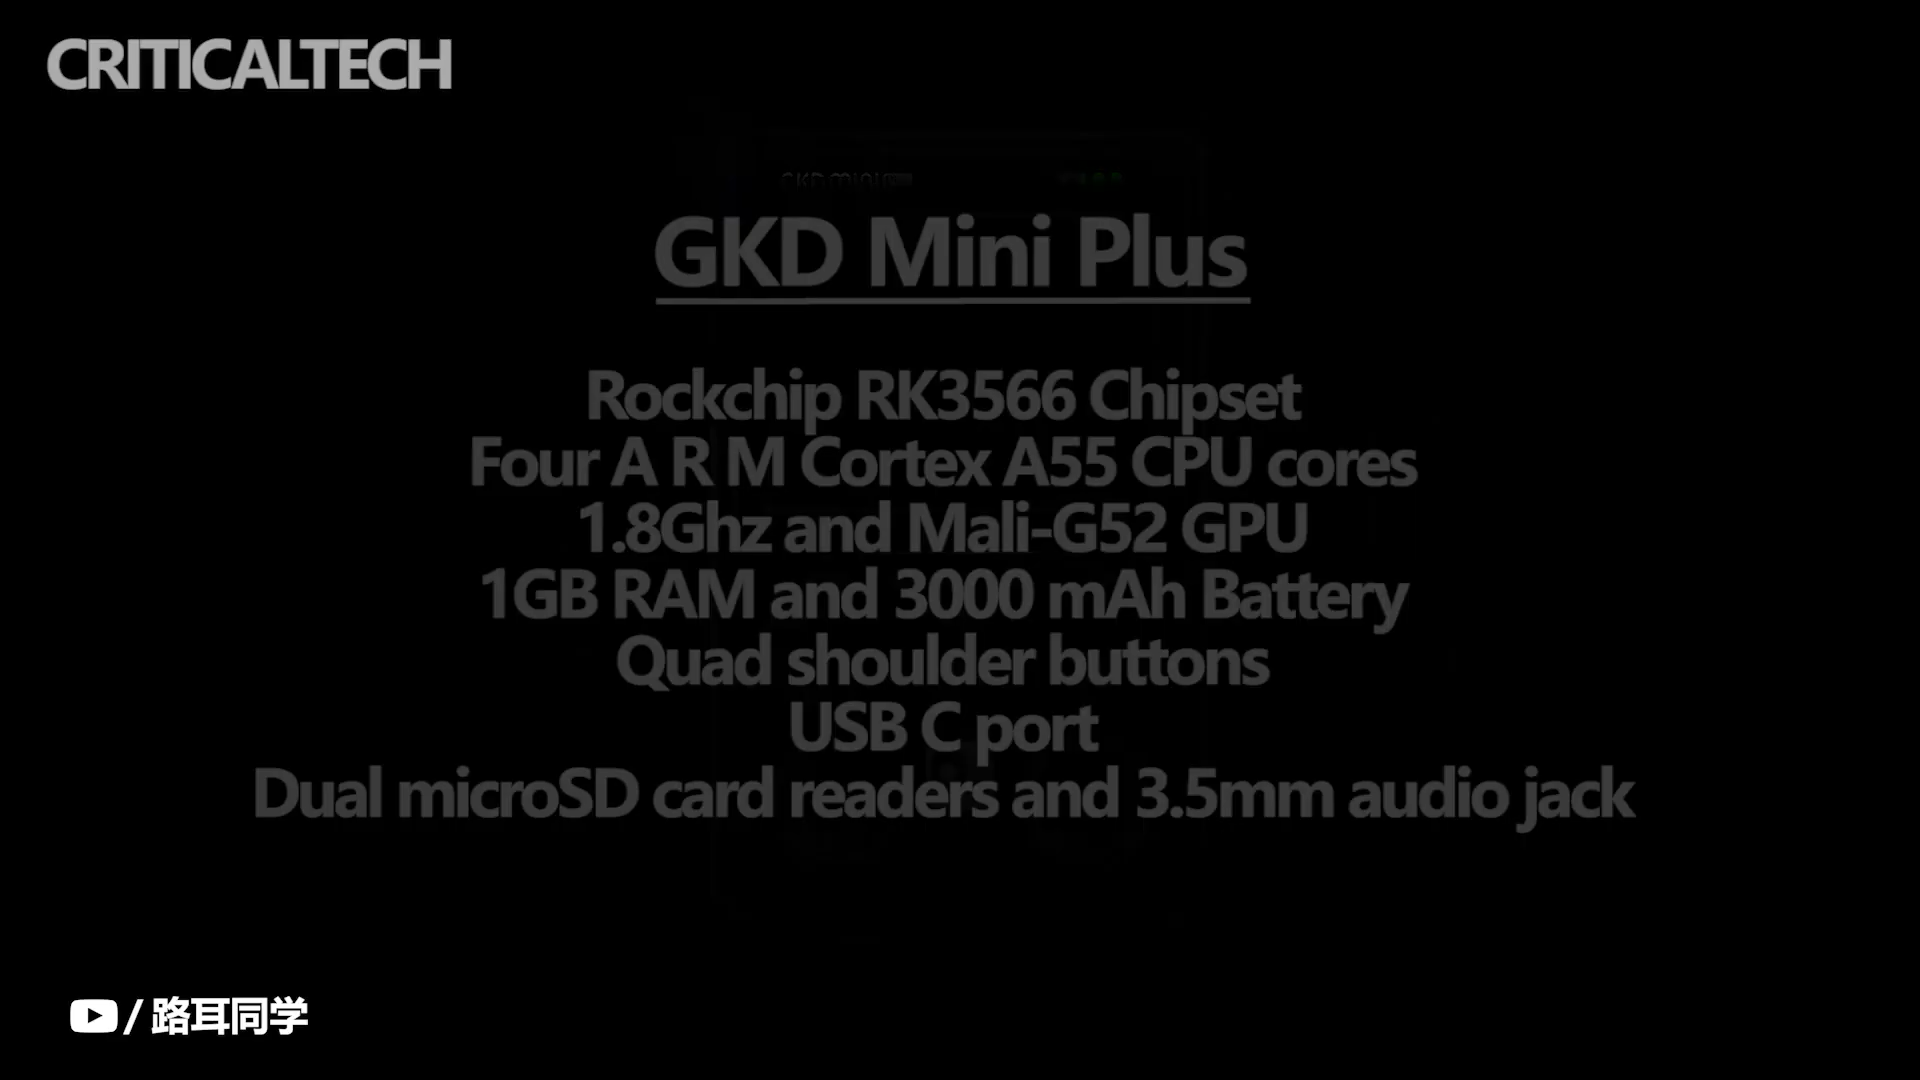 CRITICALTECH
GKD Mini Plus
Rockchip RK3566 Chipset
Four A R M Cortex A55 CPU cores
1.8Ghz and Mali-G52 GPU
1GB RAM and 3000 mAh Battery
Quad shoulder buttons
USB C port
Dual microSD card readers and 3.5mm audio jack
/ 路耳同学